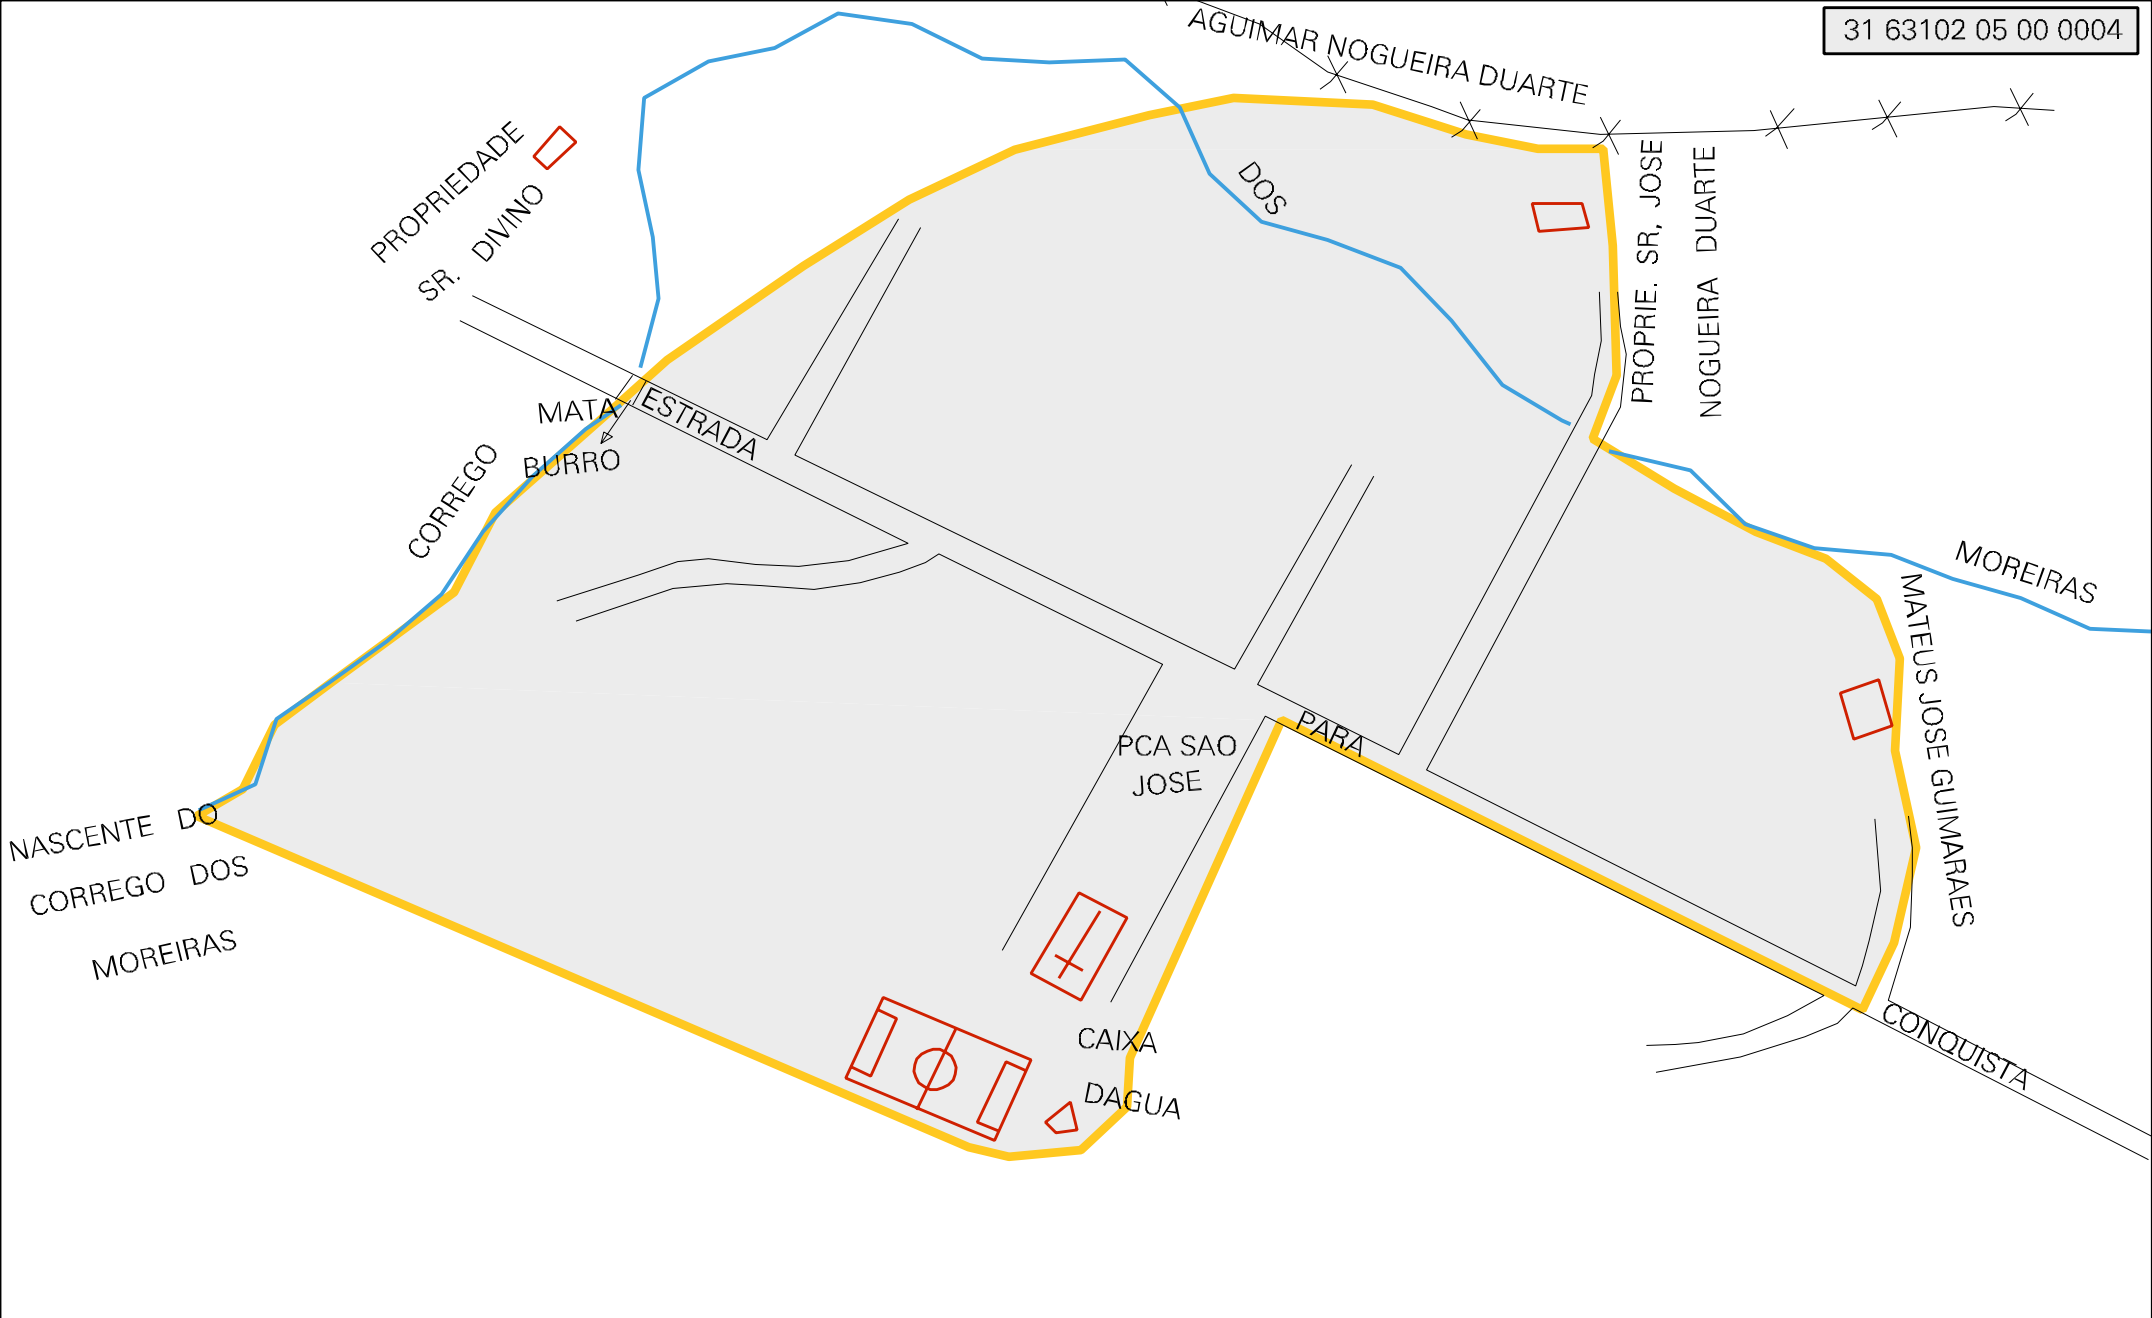 31 63102 05 00 0004
AGUIMAR NOGUEIRA DUARTE
PROPRIEDADE
SR. DIVINO
DOS
PROPRIE. SR, JOSE
NOGUEIRA DUARTE
MATA
BURRO
ESTRADA
CORREGO
MOREIRAS
MATEUS JOSE GUIMARAES
PARA
PCA SAO
JOSE
NASCENTE DO
CORREGO DOS
MOREIRAS
CAIXA
DAGUA
CONQUISTA